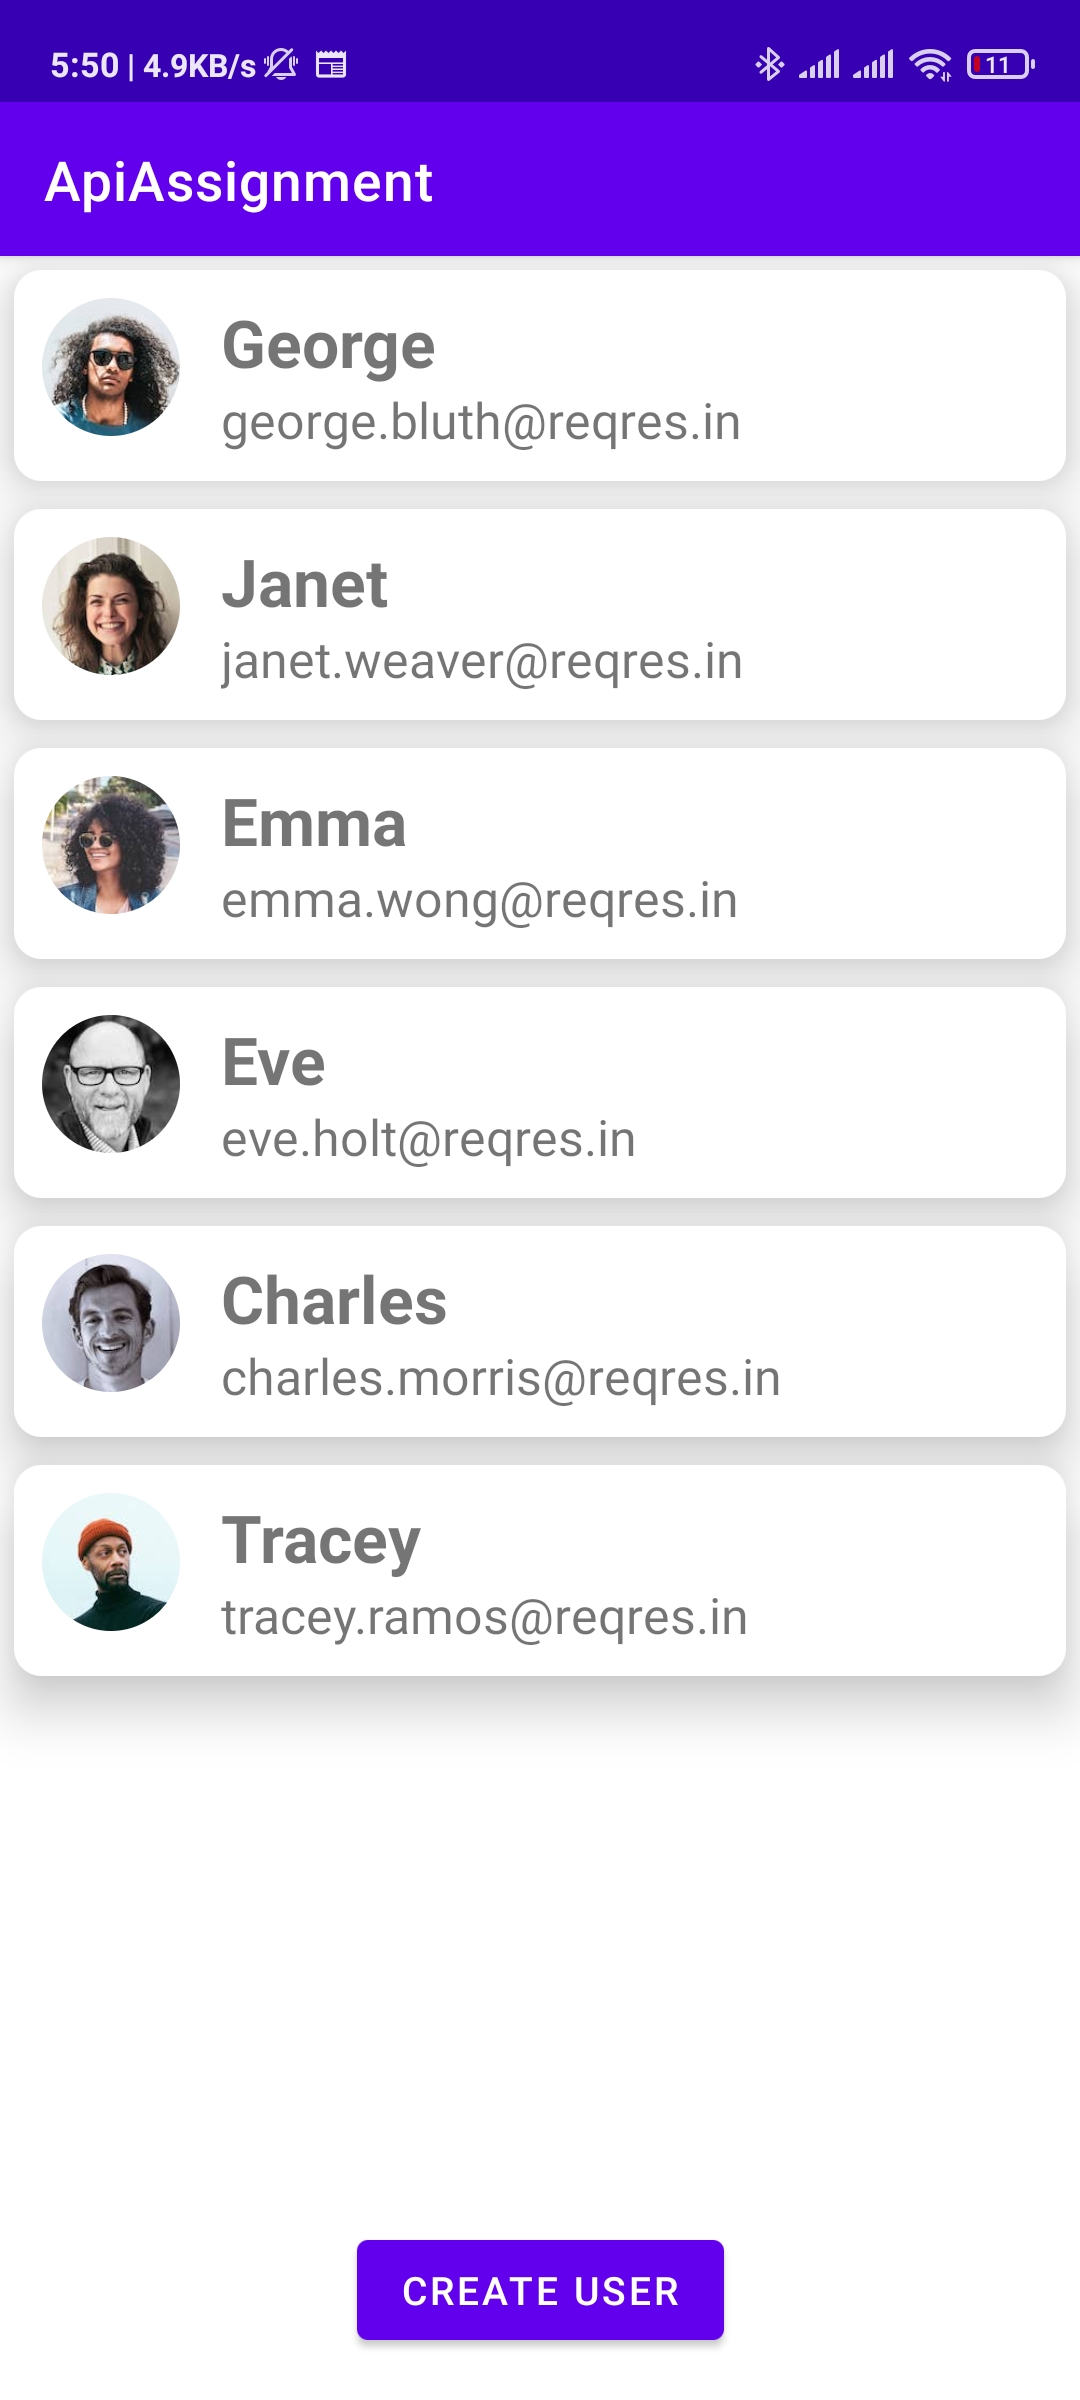 5:50 | 4.9KB/s 11
ApiAssignment
George
george.bluth@reqres.in
Janet
janet.weaver@reqres.in
Emma
emma.wong@reqres.in
Eve
eve.holt@reqres.in
Charles
charles.morris@reqres.in
Tracey
tracey.ramos@reqres.in
CREATE USER